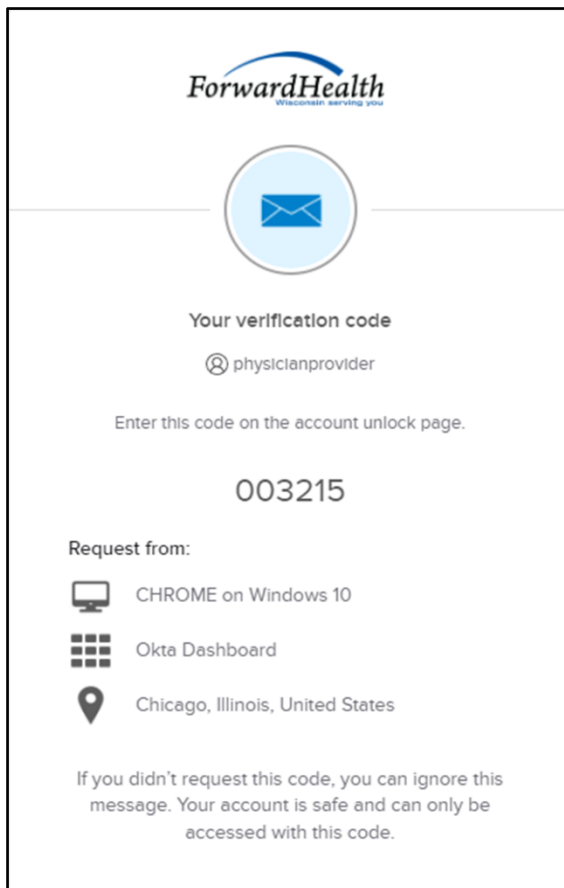 ForwardHealth
Wisconsin serving you
Your verification code
physicianprovider
Enter this code on the account unlock page.
003215
Request from:
CHROME on Windows 10
Okta Dashboard
Chicago, Illinois, United States
If you didn't request this code, you can ignore this
message. Your account is safe and can only be
accessed with this code.